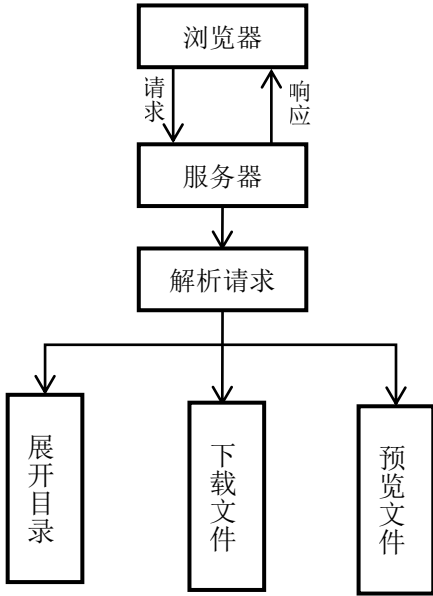 浏览器
请求
响应
服务器
解析请求
展开目录
下载文件
预览文件